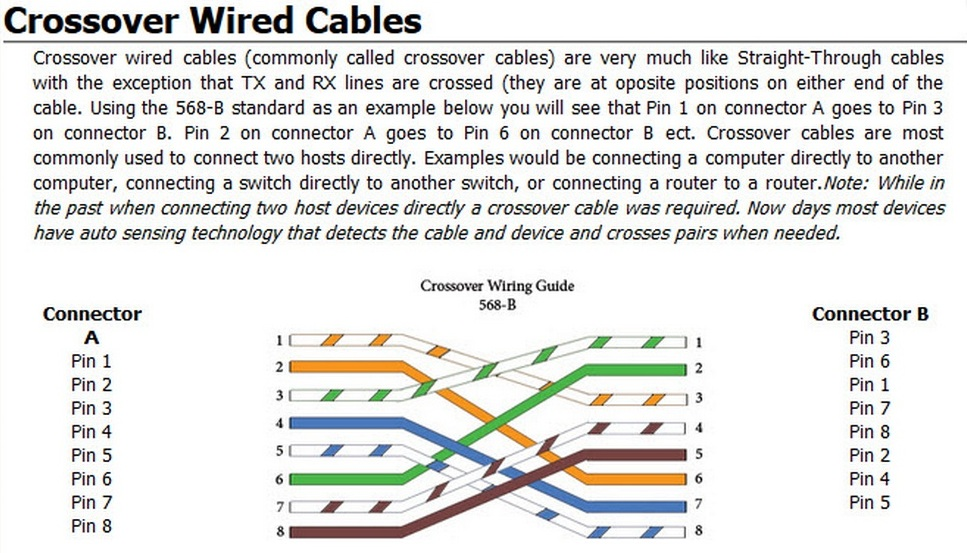 Crossover Wired Cables
Crossover wired cables (commonly called crossover cables) are very much like Straight-Through cables
with the exception that TX and RX lines are crossed (they are at oposite positions on either end of the
cable. Using the 568-B standard as an example below you will see that Pin 1 on connector A goes to Pin 3
on connector B. Pin 2 on connector A goes to Pin 6 on connector B ect. Crossover cables are most
commonly used to connect two hosts directly. Examples would be connecting a computer directly to another
computer, connecting a switch directly to another switch, or connecting a router to a router.Note: While in
the past when connecting two host devices directly a crossover cable was required. Now days most devices
have auto sensing technology that detects the cable and device and crosses pairs when needed.
Crossover Wiring Guide
568-B
Connector
A
Pin 1
Pin 2
Pin 3
Pin 4
Pin 5
Pin 6
Pin 7
Pin 8
1
2
3
4
5
6
7
8
1
2
3
4
5
6
7
8
Connector B
Pin 3
Pin 6
Pin 1
Pin 7
Pin 8
Pin 2
Pin 4
Pin 5